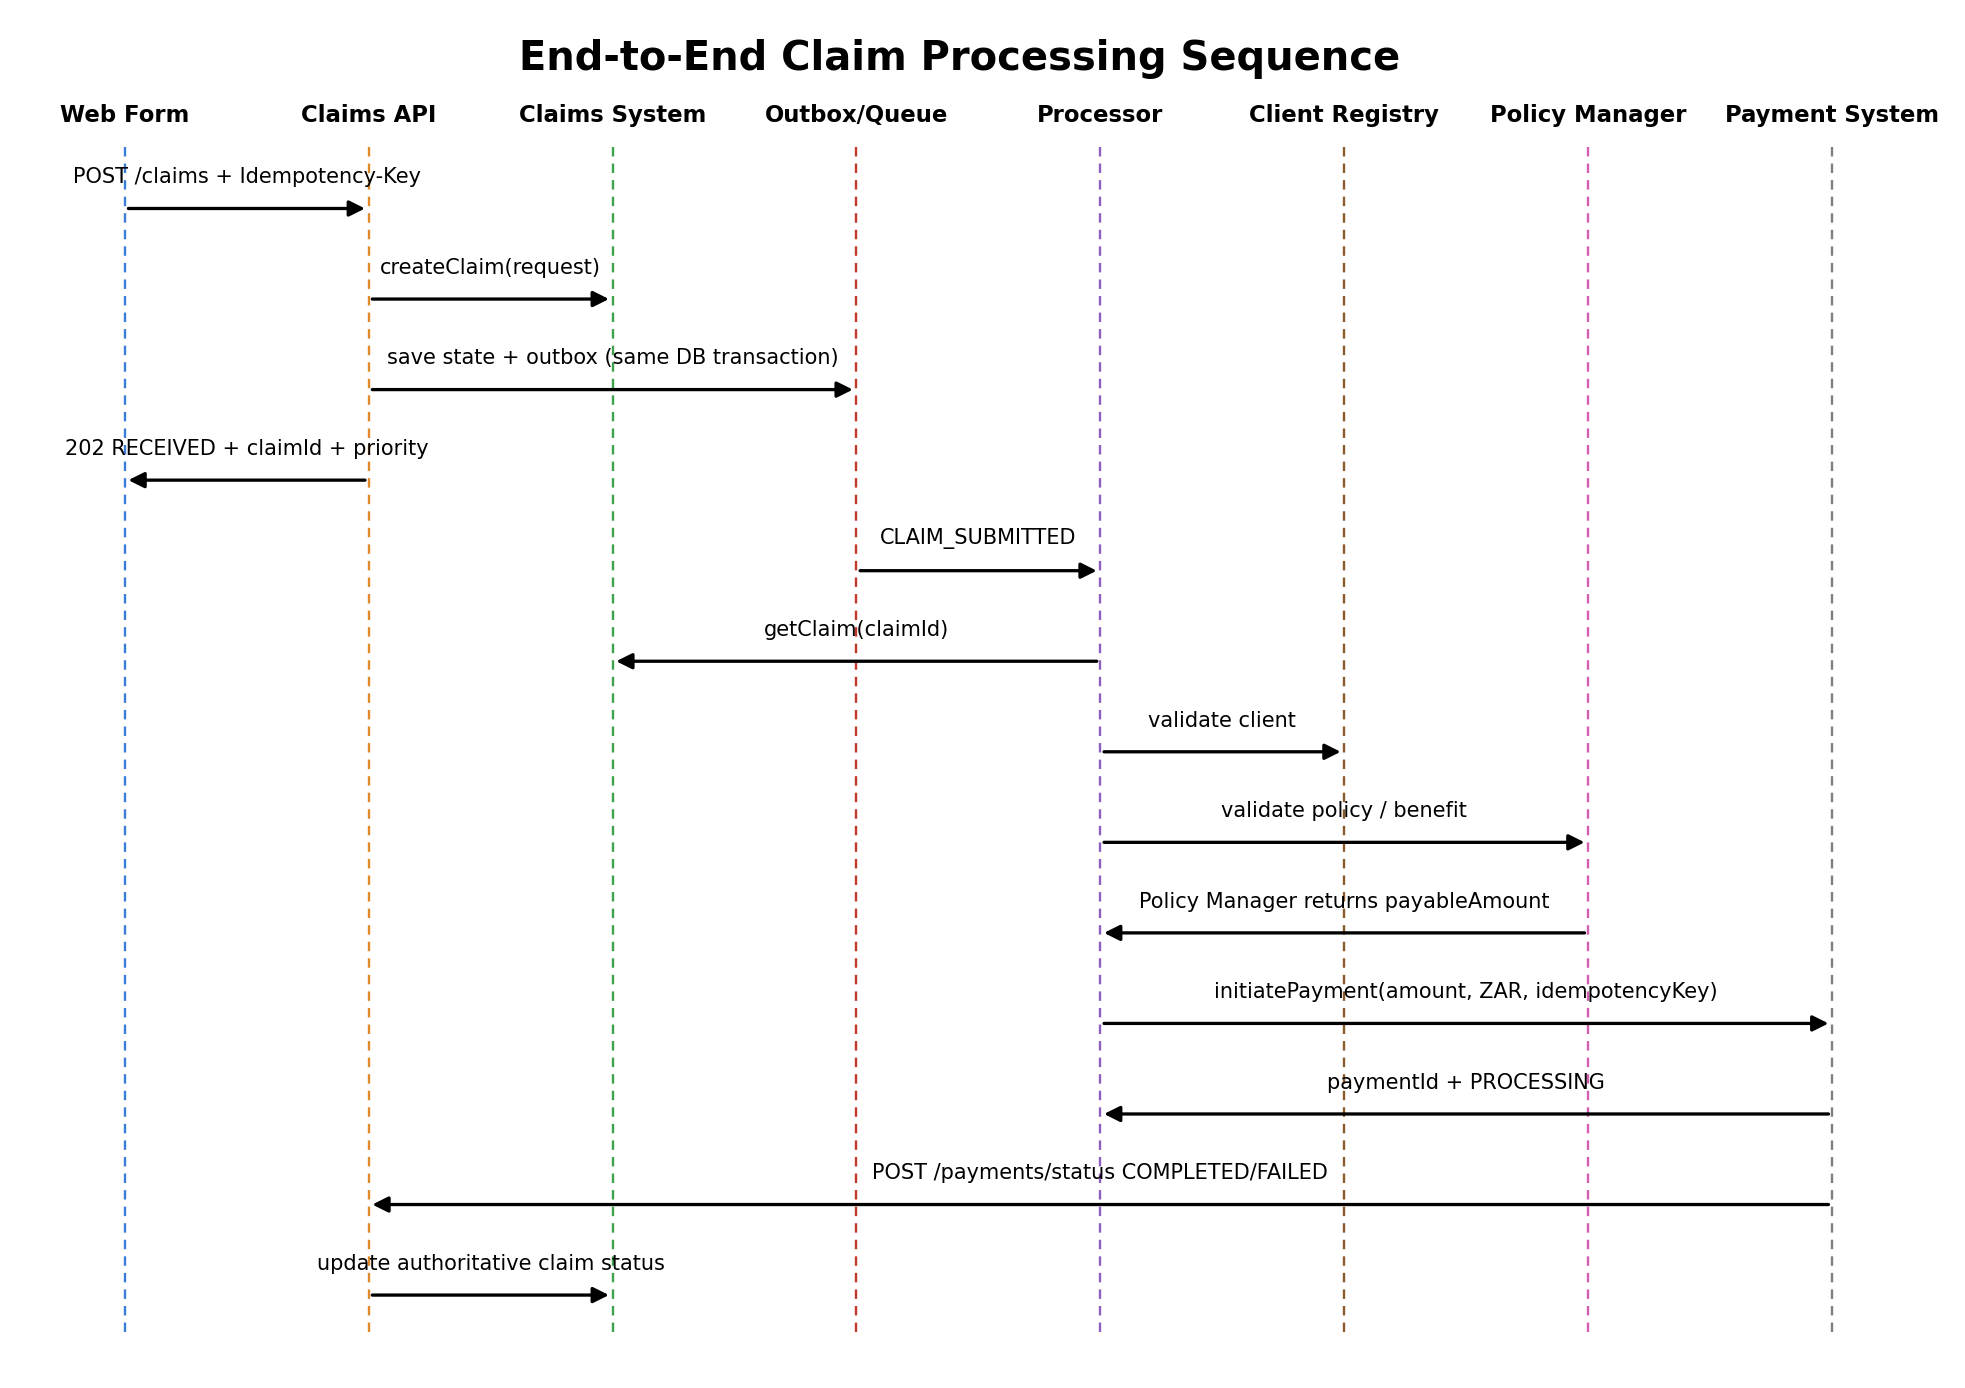 End-to-End Claim Processing Sequence
Web Form
Claims API
Claims System
Outbox/Queue
Processor
Client Registry
Policy Manager
Payment System
POST /claims + Idempotency-Key
createClaim(request)
save state + outbox (same DB transaction)
202 RECEIVED + claimId + priority
CLAIM_SUBMITTED
getClaim(claimId)
validate client
validate policy / benefit
Policy Manager returns payableAmount
initiatePayment(amount, ZAR, idempotencyKey)
paymentId + PROCESSING
POST /payments/status COMPLETED/FAILED
update authoritative claim status